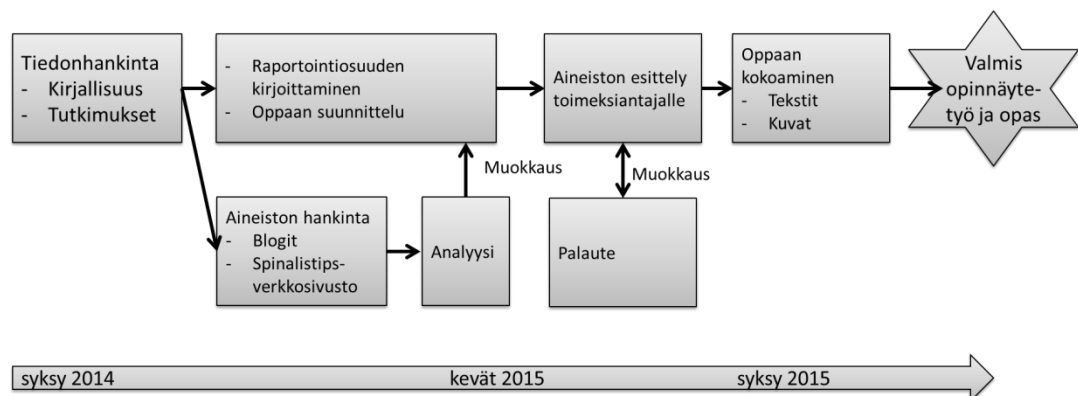 Tiedonhankinta
- Kirjallisuus
- Tutkimukset
- Raportointiosuuden
kirjoittaminen
- Oppaan suunnittelu
Aineiston esittely
toimeksiantajalle
Oppaan
kokoaminen
- Tekstit
- Kuvat
Valmis
opinnäyte-
työ ja opas
Muokkaus
Muokkaus
Aineiston hankinta
- Blogit
- Spinalistips-
verkkosivusto
Analyysi
Palaute
syksy 2014
kevät 2015
syksy 2015